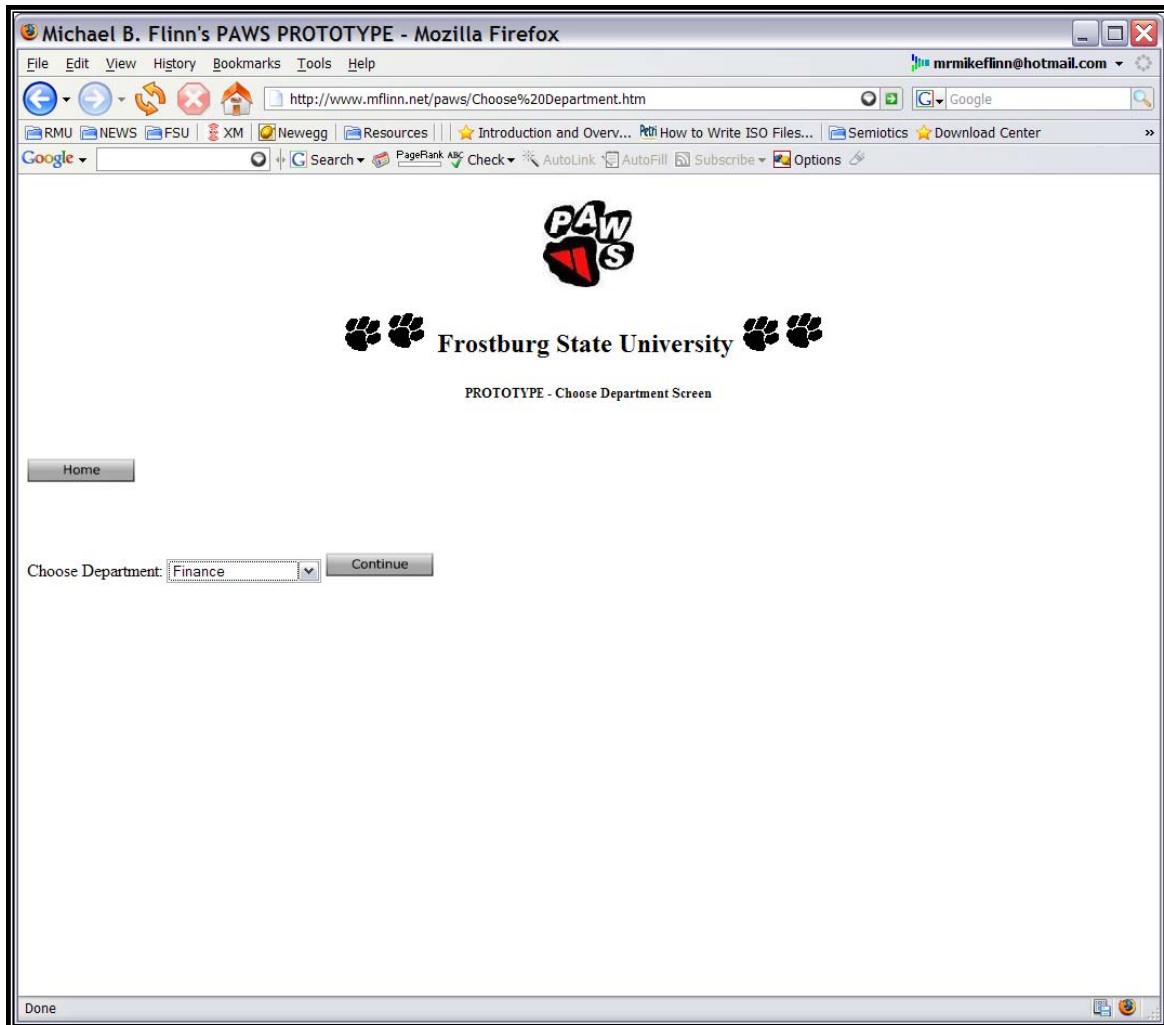 Michael B. Flinn's PAWS PROTOTYPE - Mozilla Firefox
File Edit View History Bookmarks Tools Help mrmikeflinn@hotmail.com
http://www.mflinn.net/paws/Choose%20Department.htm G Google
RMU NEWS FSU XM Newegg Resources Introduction and Overv... Petri How to Write ISO Files... Semiotics Download Center »
Google G Search PageRank ABC Check AutoLink AutoFill Subscribe Options
PAWS
Frostburg State University
PROTOTYPE - Choose Department Screen
Home
Choose Department: Finance Continue
Done